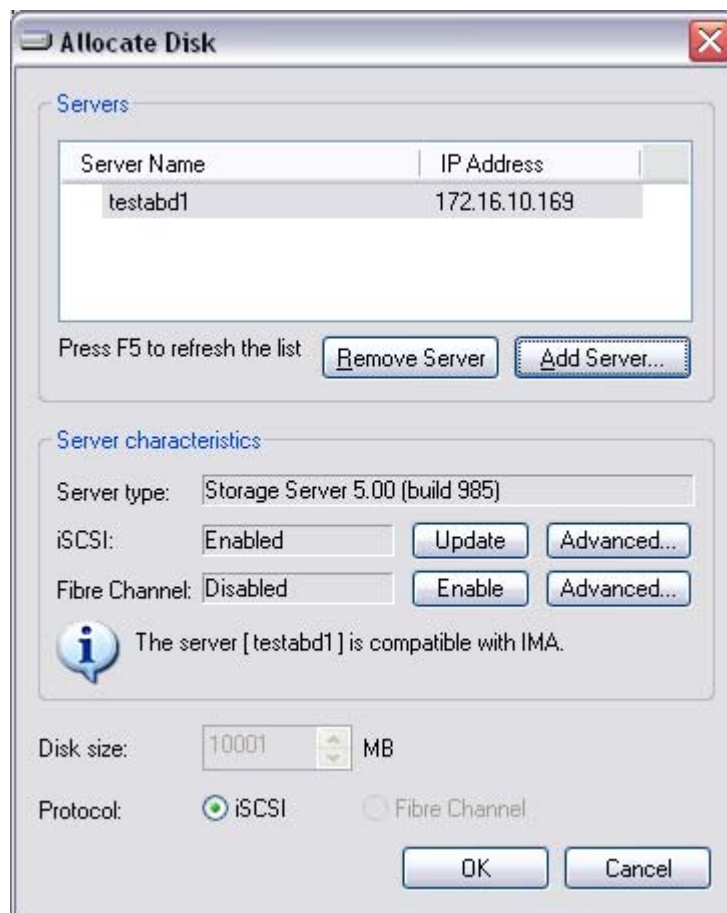 Allocate Disk
Servers
Server Name IP Address
testabd1 172.16.10.169
Press F5 to refresh the list Remove Server Add Server...
Server characteristics
Server type: Storage Server 5.00 (build 985)
iSCSI: Enabled Update Advanced...
Fibre Channel: Disabled Enable Advanced...
The server [ testabd1 ] is compatible with IMA.
Disk size: 10001 MB
Protocol: iSCSI Fibre Channel
OK Cancel